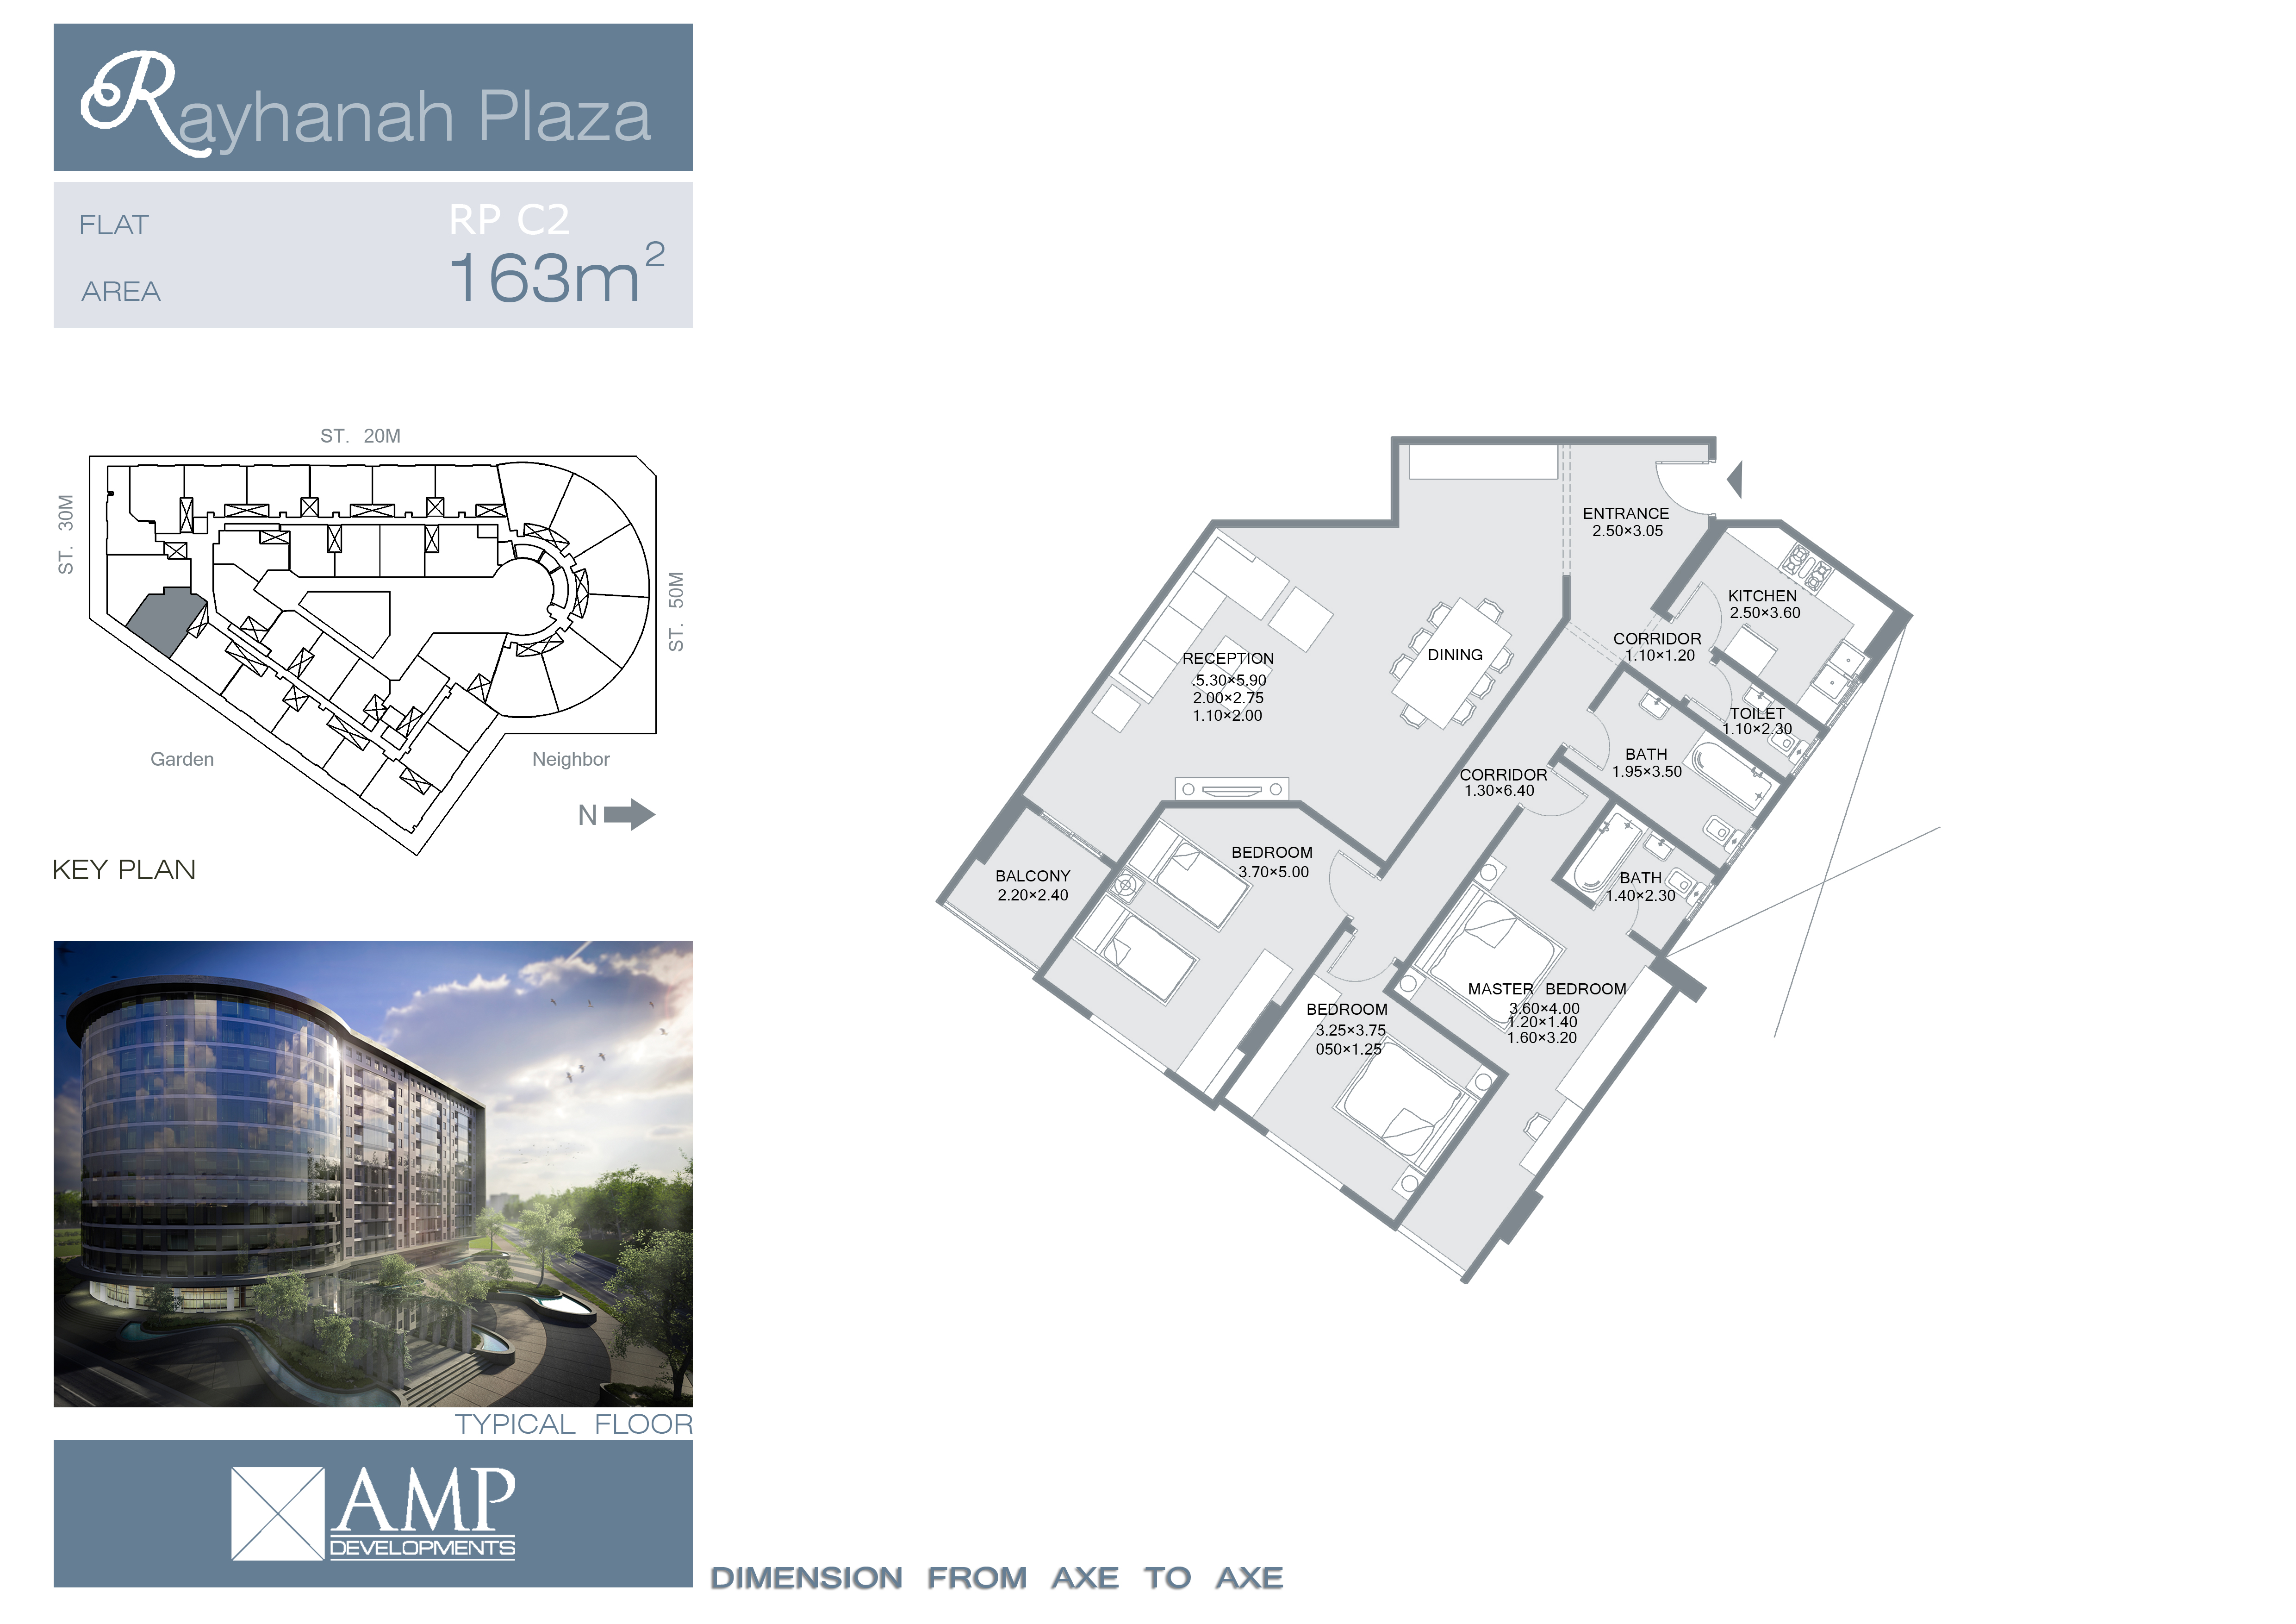 Rayhanah Plaza
FLAT RP C2
AREA 163m²
ST. 20M
ST. 30M
ST. 50M
Garden
Neighbor
N
KEY PLAN
TYPICAL FLOOR
AMP
DEVELOPMENTS
ENTRANCE
2.50×3.05
KITCHEN
2.50×3.60
CORRIDOR
1.10×1.20
DINING
RECEPTION
5.30×5.90
2.00×2.75
1.10×2.00
TOILET
1.10×2.30
BATH
1.95×3.50
CORRIDOR
1.30×6.40
BEDROOM
3.70×5.00
BALCONY
2.20×2.40
BATH
1.40×2.30
MASTER BEDROOM
3.60×4.00
1.20×1.40
1.60×3.20
BEDROOM
3.25×3.75
050×1.25
DIMENSION FROM AXE TO AXE